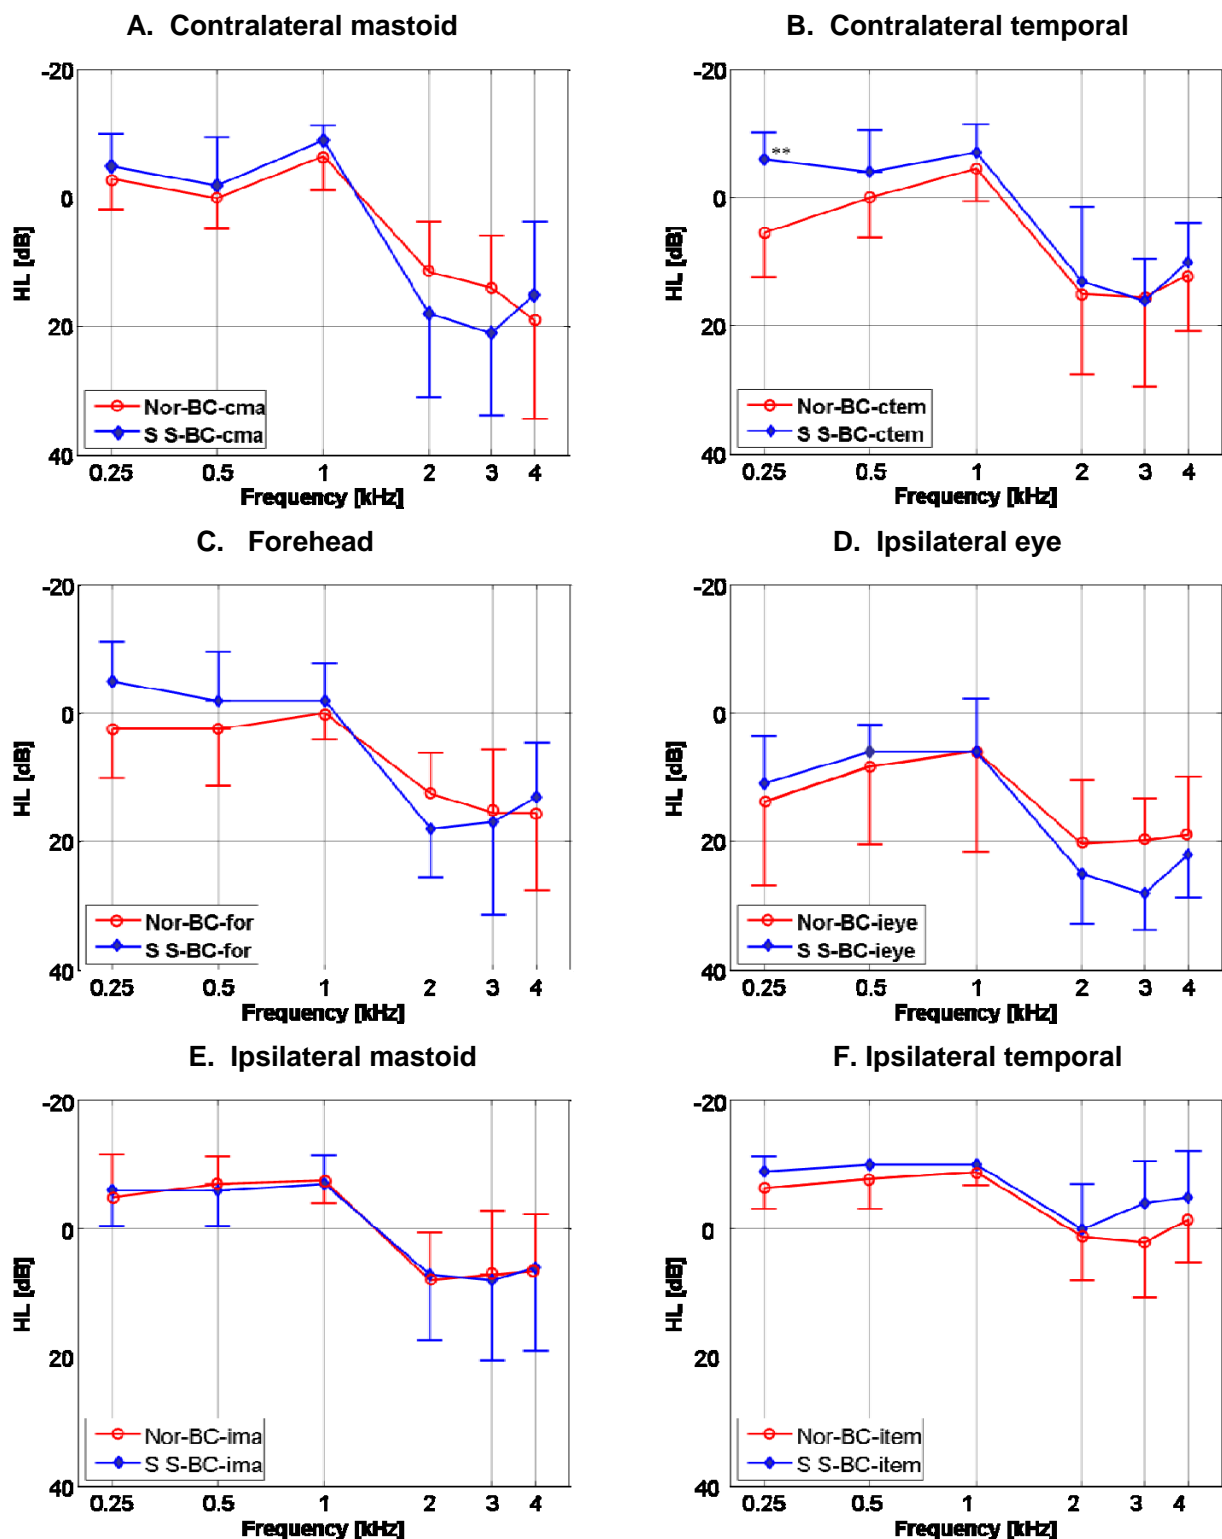 A. Contralateral mastoid
-20
0
20
40
HL [dB]
Nor-BC-cma
S S-BC-cma
0.25 0.5 1 2 3 4
Frequency [kHz]
B. Contralateral temporal
-20
0
20
40
HL [dB]
**
Nor-BC-ctem
S S-BC-ctem
0.25 0.5 1 2 3 4
Frequency [kHz]
C. Forehead
-20
0
20
40
HL [dB]
Nor-BC-for
S S-BC-for
0.25 0.5 1 2 3 4
Frequency [kHz]
D. Ipsilateral eye
-20
0
20
40
HL [dB]
Nor-BC-ieye
S S-BC-ieye
0.25 0.5 1 2 3 4
Frequency [kHz]
E. Ipsilateral mastoid
-20
0
20
40
HL [dB]
Nor-BC-ima
S S-BC-ima
0.25 0.5 1 2 3 4
Frequency [kHz]
F. Ipsilateral temporal
-20
0
20
40
HL [dB]
Nor-BC-item
S S-BC-item
0.25 0.5 1 2 3 4
Frequency [kHz]